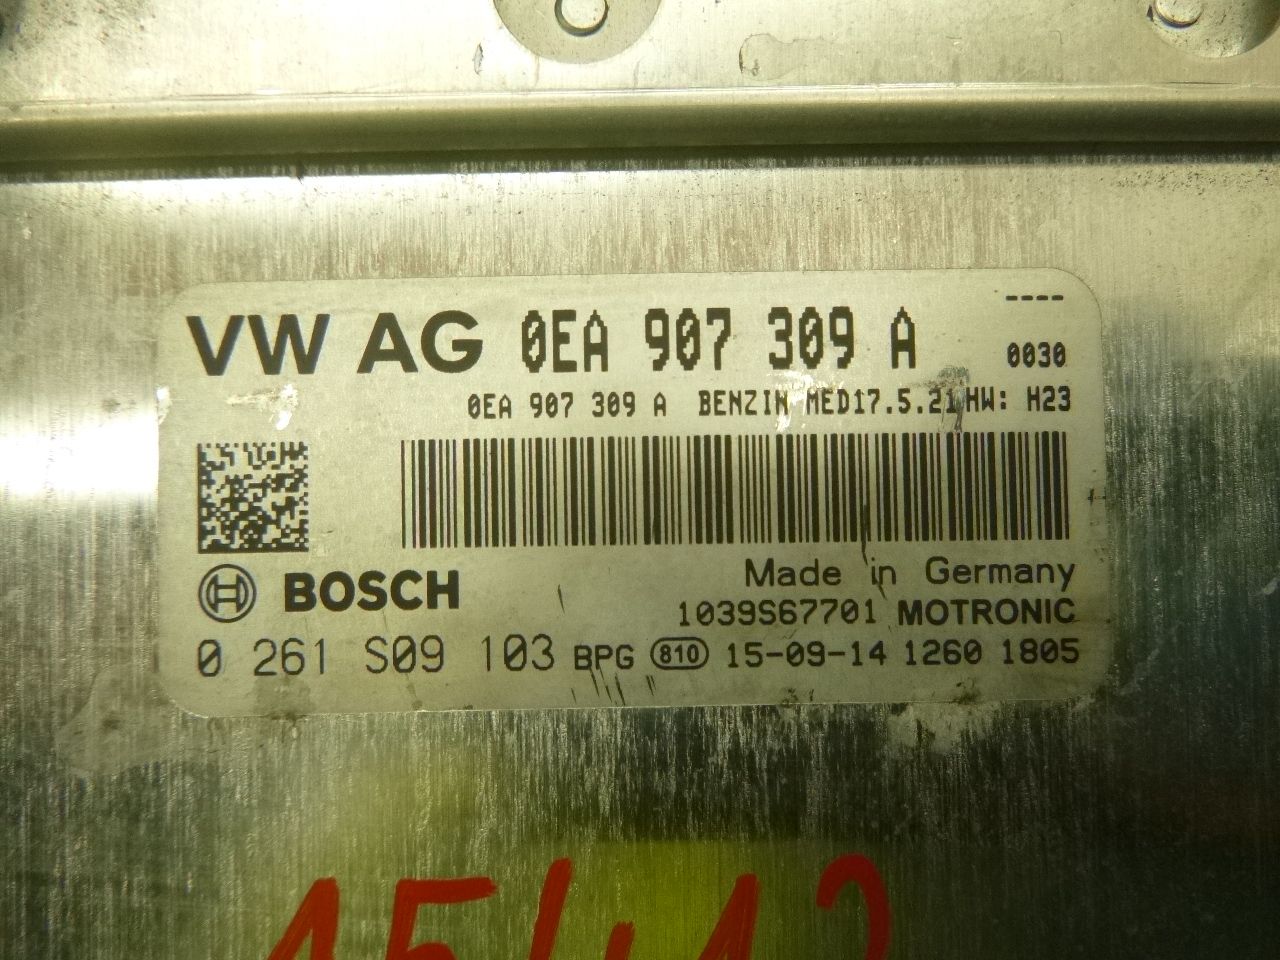 ----
VW AG 0EA 907 309 A 0030
0EA 907 309 A BENZIN MED17.5.21 HW: H23
BOSCH
Made in Germany
1039S67701 MOTRONIC
0 261 S09 103 BPG 810 15-09-14 1260 1805